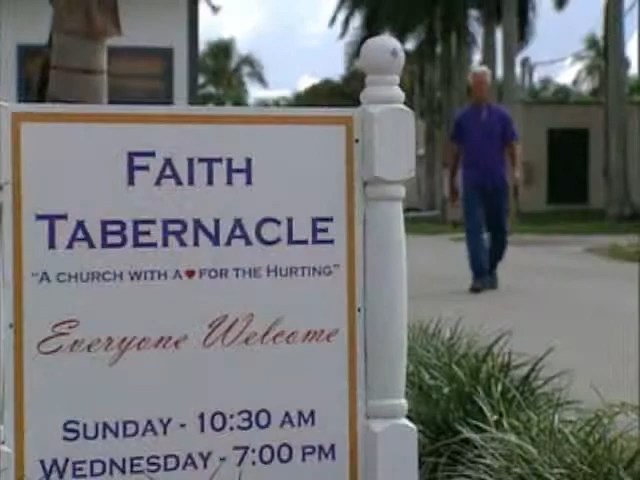 FAITH
TABERNACLE
"A CHURCH WITH A ♥ FOR THE HURTING"
Everyone Welcome
SUNDAY - 10:30 AM
WEDNESDAY - 7:00 PM